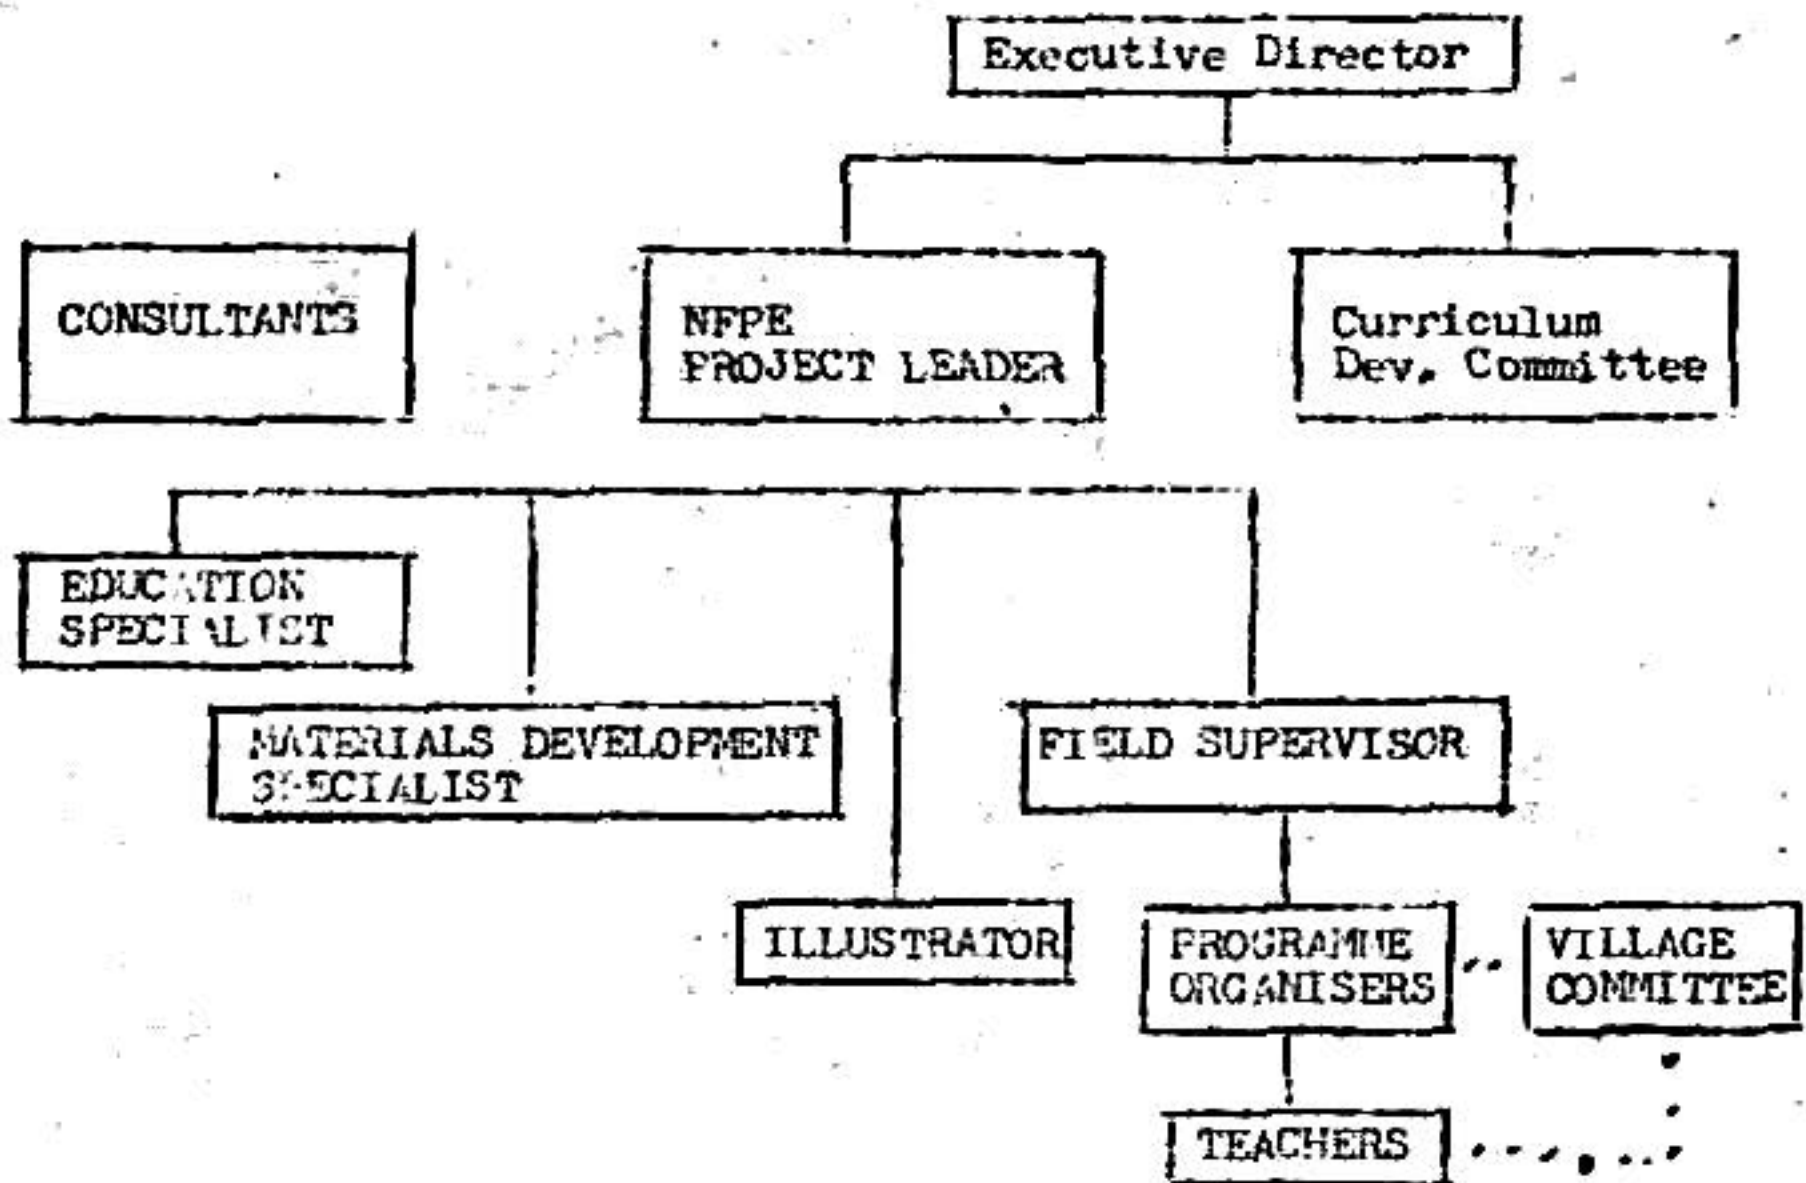 Executive Director
CONSULTANTS
NFPE
PROJECT LEADER
Curriculum
Dev. Committee
EDUCATION
SPECIALIST
MATERIALS DEVELOPMENT
SPECIALIST
FIELD SUPERVISOR
ILLUSTRATOR
PROGRAMME
ORGANISERS
VILLAGE
COMMITTEE
TEACHERS